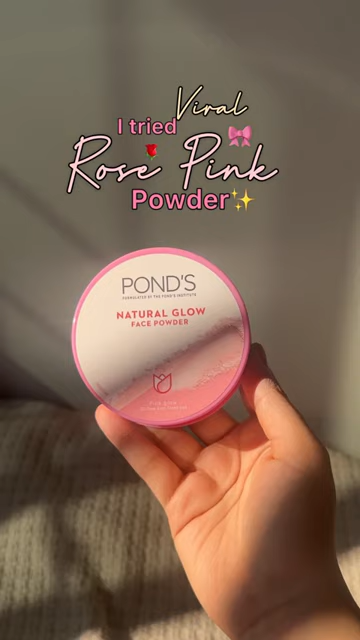 Viral
I tried
Rose Pink
Powder
POND'S
FORMULATED BY THE POND'S INSTITUTE
NATURAL GLOW
FACE POWDER